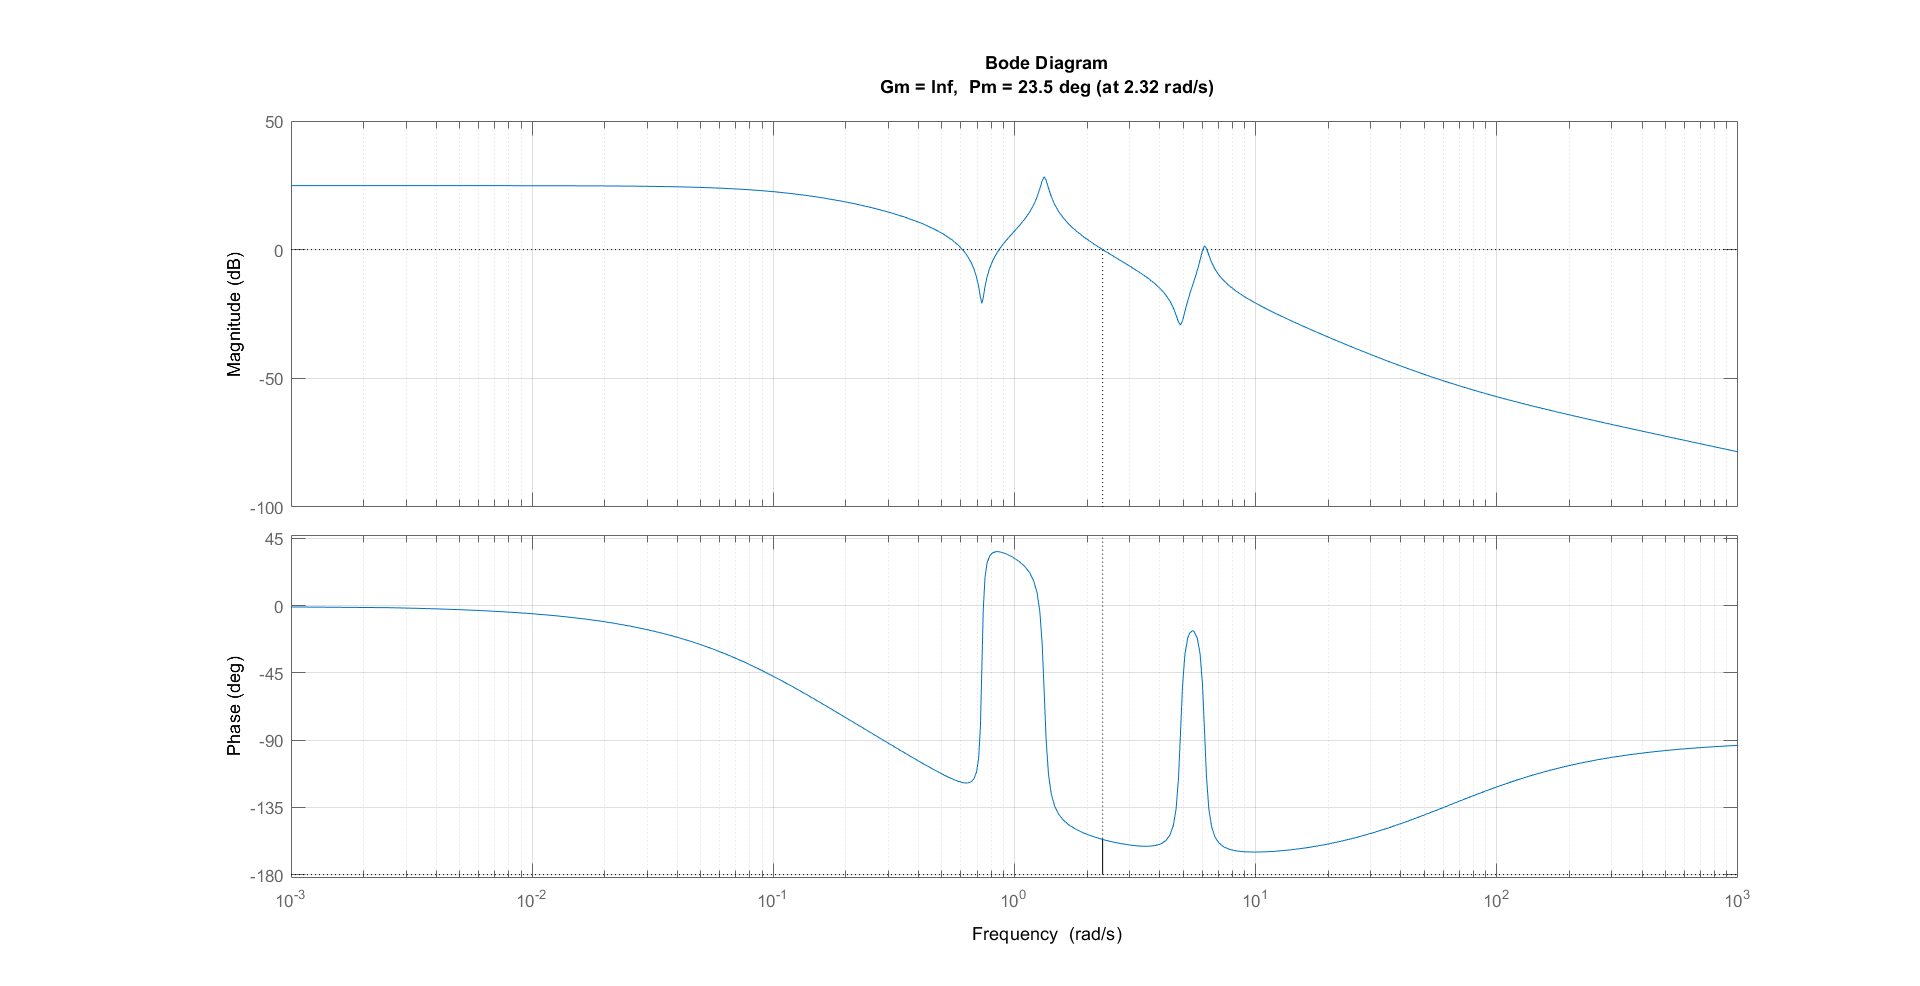 Bode Diagram
Gm = Inf,  Pm = 23.5 deg (at 2.32 rad/s)
50
0
-50
-100
Magnitude (dB)
45
0
-45
-90
-135
-180
Phase (deg)
10^-3 10^-2 10^-1 10^0 10^1 10^2 10^3
Frequency  (rad/s)